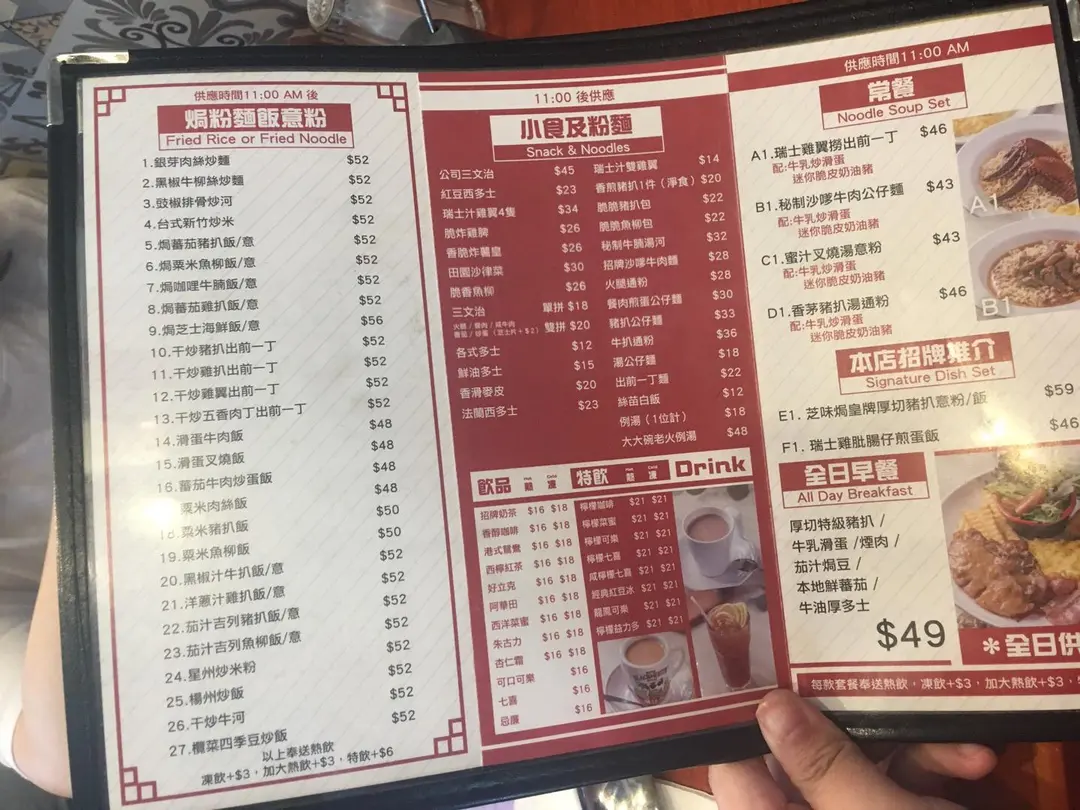 供應時間11:00 AM 後
焗粉麵飯意粉
Fried Rice or Fried Noodle
1.銀芽肉絲炒麵 $52
2.黑椒牛柳絲炒麵 $52
3.豉椒排骨炒河 $52
4.台式新竹炒米 $52
5.焗蕃茄豬扒飯/意 $52
6.焗粟米魚柳飯/意 $52
7.焗咖哩牛腩飯/意 $52
8.焗蕃茄雞扒飯/意 $52
9.焗芝士海鮮飯/意 $56
10.干炒豬扒出前一丁 $52
11.干炒雞扒出前一丁 $52
12.干炒雞翼出前一丁 $52
13.干炒五香肉丁出前一丁 $52
14.滑蛋牛肉飯 $48
15.滑蛋叉燒飯 $48
16.蕃茄牛肉炒蛋飯 $48
粟米肉絲飯 $48
18.粟米豬扒飯 $50
19.粟米魚柳飯 $50
20.黑椒汁牛扒飯/意 $52
21.洋蔥汁雞扒飯/意 $52
22.茄汁吉列豬扒飯/意 $52
23.茄汁吉列魚柳飯/意 $52
24.星州炒米粉 $52
25.楊州炒飯 $52
26.干炒牛河 $52
27.欖菜四季豆炒飯 $52
以上奉送熱飲
凍飲+$3,加大熱飲+$3,特飲+$6
11:00 後供應
小食及粉麵
Snack & Noodles
公司三文治 $45
紅豆西多士 $23
瑞士汁雞翼4隻 $34
脆炸雞脾 $26
香脆炸薯皇 $26
田園沙律菜 $30
脆香魚柳 $26
三文治 單拼 $18
火腿 / 餐肉 / 咸牛肉
番茄 / 炒蛋 (芝士片+$2) 雙拼 $20
各式多士 $12
鮮油多士 $15
香滑麥皮 $20
法蘭西多士 $23
瑞士汁雙雞翼 $14
香煎豬扒1件(淨食) $20
脆脆豬扒包 $22
脆脆魚柳包 $22
秘制牛腩湯河 $32
招牌沙嗲牛肉麵 $28
火腿通粉 $28
餐肉煎蛋公仔麵 $30
豬扒公仔麵 $33
牛扒通粉 $36
湯公仔麵 $18
出前一丁麵 $22
絲苗白飯 $12
例湯(1位計) $18
大大碗老火例湯 $48
飲品 Hot 熱 Cold 凍 特飲 Hot 熱 Cold 凍 Drink
招牌奶茶 $16 $18
香醇咖啡 $16 $18
港式鴛鴦 $16 $18
西檸紅茶 $16 $18
好立克 $16 $18
阿華田 $16 $18
西洋菜蜜 $16 $18
朱古力 $16 $18
杏仁霜 $16 $18
可口可樂 $16
七喜 $16
忌廉 $16
檸檬咖啡 $21 $21
檸檬菜蜜 $21 $21
檸檬可樂 $21 $21
檸檬七喜 $21 $21
咸檸檬七喜 $21 $21
經典紅豆冰 $21 $21
龍鳳可樂 $21 $21
檸檬益力多 $21 $21
供應時間11:00 AM
常餐
Noodle Soup Set
A1.瑞士雞翼撈出前一丁 $46
配:牛乳炒滑蛋
迷你脆皮奶油豬
B1.秘制沙嗲牛肉公仔麵 $43
配:牛乳炒滑蛋
迷你脆皮奶油豬
C1.蜜汁叉燒湯意粉 $43
配:牛乳炒滑蛋
迷你脆皮奶油豬
D1.香茅豬扒湯通粉 $46
配:牛乳炒滑蛋
迷你脆皮奶油豬
A1
B1
本店招牌推介
Signature Dish Set
E1. 芝味焗皇牌厚切豬扒意粉/飯 $59
F1. 瑞士雞肶腸仔煎蛋飯 $46
全日早餐
All Day Breakfast
厚切特級豬扒 /
牛乳滑蛋 /煙肉 /
茄汁焗豆 /
本地鮮蕃茄 /
牛油厚多士
$49
*全日供
每款套餐奉送熱飲,凍飲+$3,加大熱飲+$3,